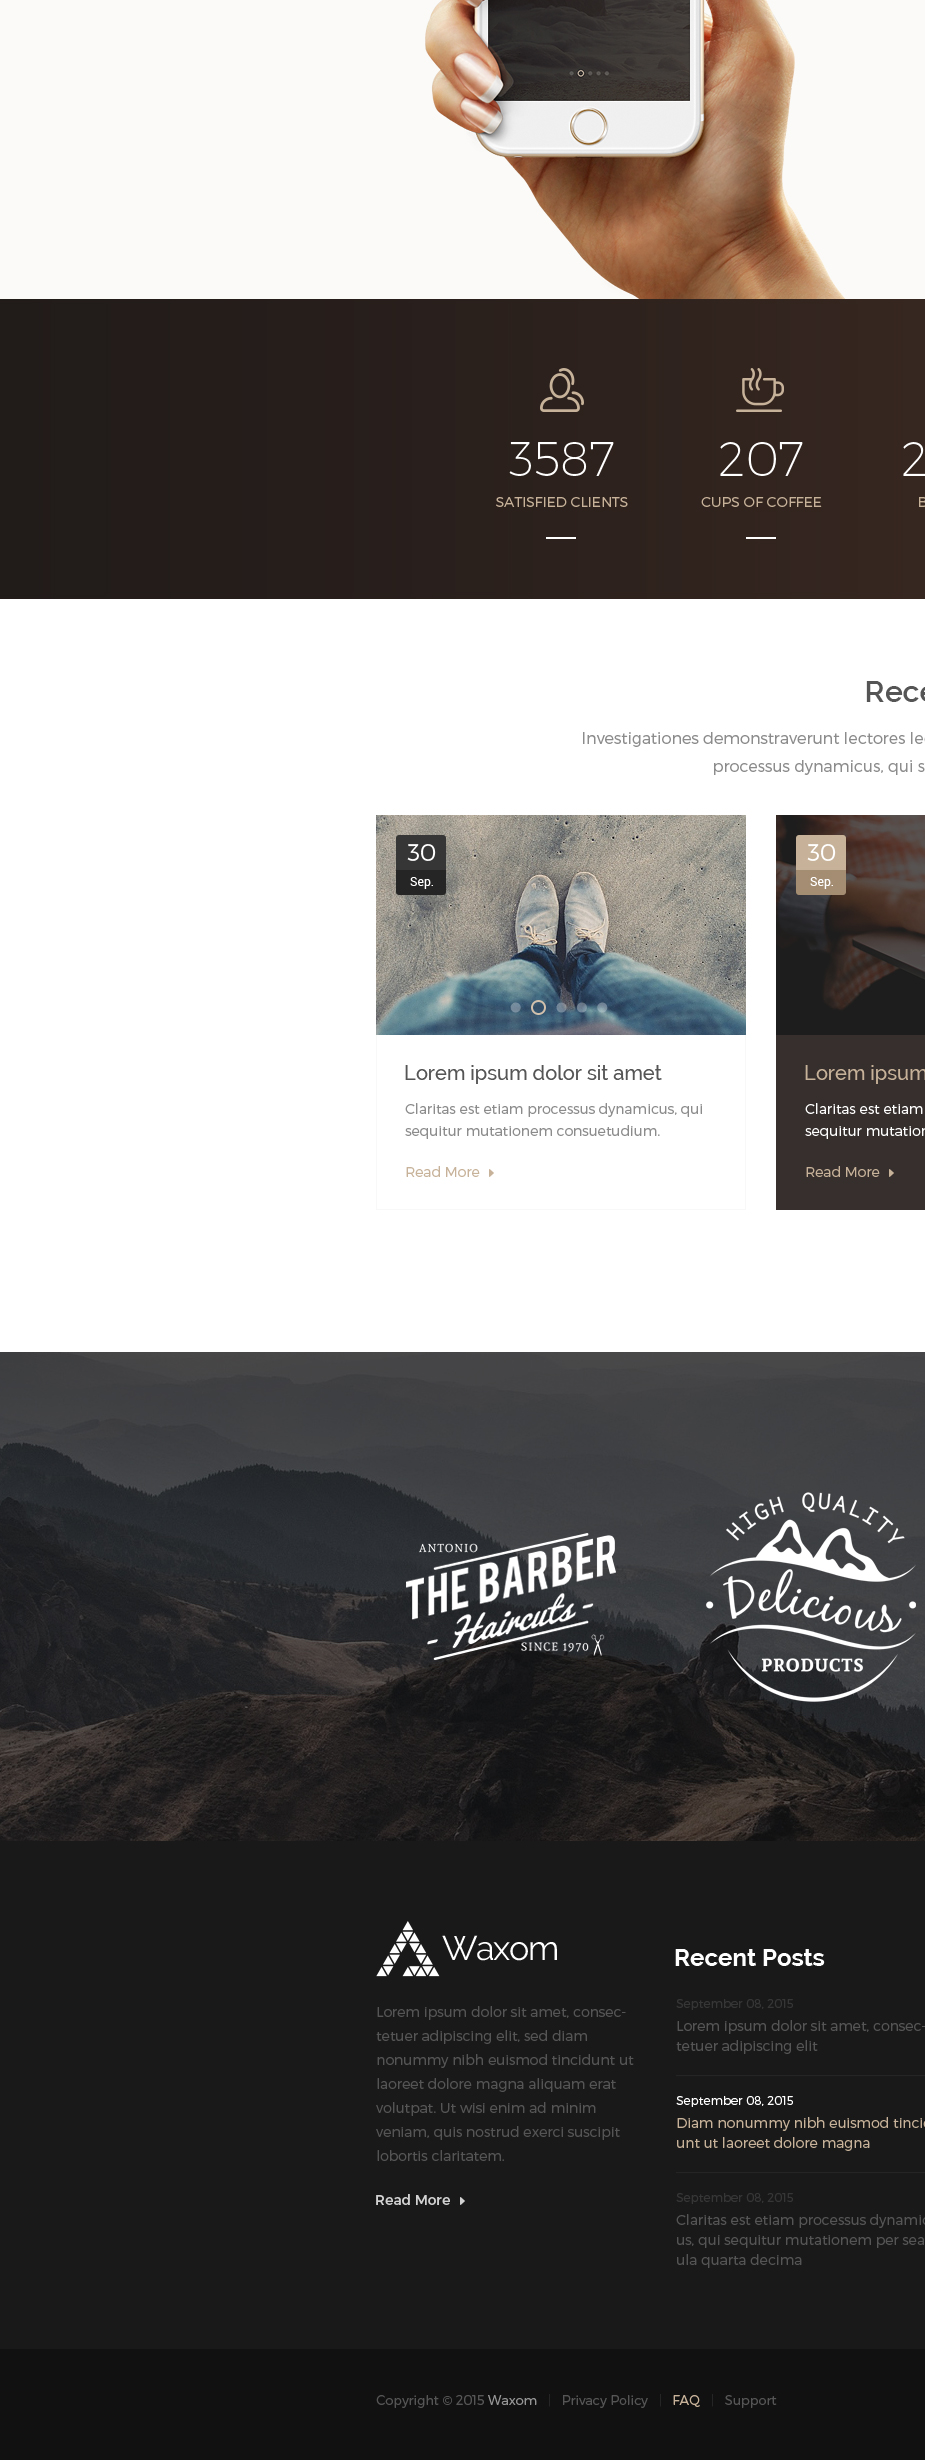 3587
SATISFIED CLIENTS
207
CUPS OF COFFEE
2
Investigationes demonstraverunt lectores
processus dynamicus, qui
30
Sep.
Lorem ipsum dolor sit amet
Claritas est etiam processus dynamicus, qui
sequitur mutationem consuetudium.
Read More
30
Sep.
Lorem ipsum
Claritas est etiam
sequitur
Read More
ANTONIO
THE BARBER
- Haircuts -
SINCE 1970
HIGH QUALITY
• Delicious •
PRODUCTS
Waxom
Lorem ipsum dolor sit amet, consec-
tetuer adipiscing elit, sed diam
nonummy nibh euismod tincidunt ut
laoreet dolore magna aliquam erat
volutpat. Ut wisi enim ad minim
veniam, quis nostrud exerci suscipit
lobortis claritatem.
Read More
Recent Posts
September 08, 2015
Lorem ipsum dolor sit amet, consec-
tetuer adipiscing elit
September 08, 2015
Diam nonummy nibh euismod
unt ut laoreet dolore magna
September 08, 2015
Claritas est etiam processus
us, qui sequitur mutationem per sea
ula quarta decima
Copyright © 2015 Waxom | Privacy Policy | FAQ | Support